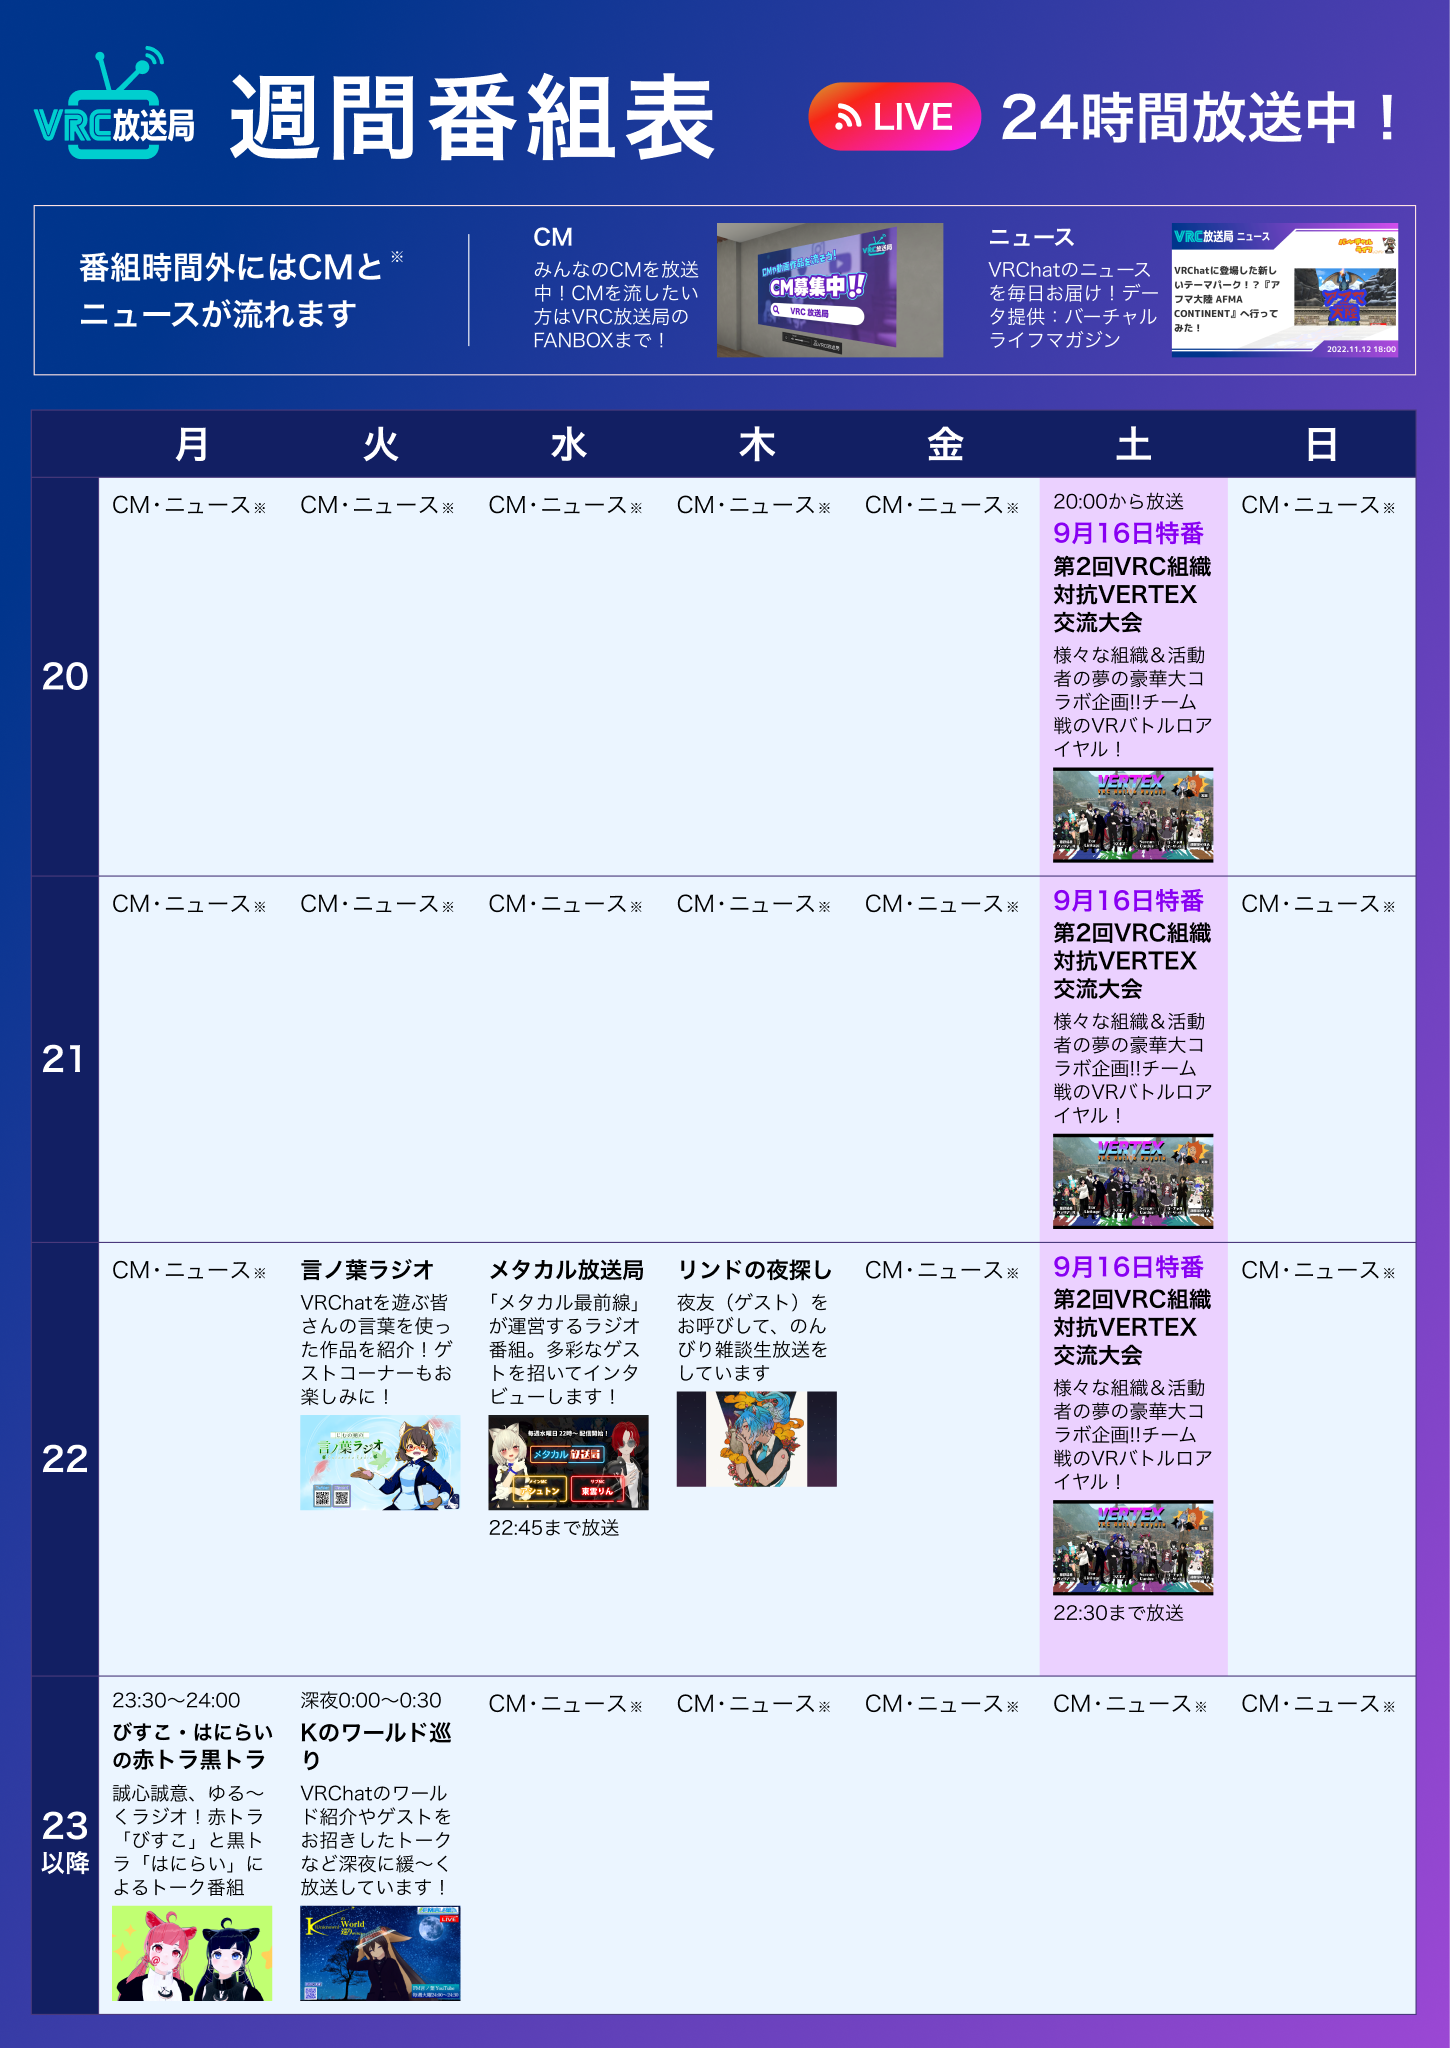 VRC放送局
週間番組表
LIVE
24時間放送中！
番組時間外にはCMと※
ニュースが流れます
CM
みんなのCMを放送
中！CMを流したい
方はVRC放送局の
FANBOXまで！
CMや動画作品を流そう!
CM募集中!!
VRC 放送局
ニュース
VRChatのニュース
を毎日お届け！デー
タ提供：バーチャル
ライフマガジン
VRC放送局 ニュース
VRChatに登場した新し
いテーマパーク！？『ア
フマ大陸 AFMA
CONTINENT』へ行って
みた！
2022.11.12 18:00
月 火 水 木 金 土 日
20
CM・ニュース※
CM・ニュース※
CM・ニュース※
CM・ニュース※
CM・ニュース※
20:00から放送
9月16日特番
第2回VRC組織
対抗VERTEX
交流大会
様々な組織＆活動
者の夢の豪華大コ
ラボ企画!!チーム
戦のVRバトルロア
イヤル！
VERTEX
CM・ニュース※
21
CM・ニュース※
CM・ニュース※
CM・ニュース※
CM・ニュース※
CM・ニュース※
9月16日特番
第2回VRC組織
対抗VERTEX
交流大会
様々な組織＆活動
者の夢の豪華大コ
ラボ企画!!チーム
戦のVRバトルロア
イヤル！
VERTEX
CM・ニュース※
22
CM・ニュース※
言ノ葉ラジオ
VRChatを遊ぶ皆
さんの言葉を使っ
た作品を紹介！ゲ
ストコーナーもお
楽しみに！
言ノ葉ラジオ
メタカル放送局
「メタカル最前線」
が運営するラジオ
番組。多彩なゲス
トを招いてインタ
ビューします！
毎週水曜日 22時～ 配信開始！
メタカル 放送局
東雲りん
22:45まで放送
リンドの夜探し
夜友（ゲスト）を
お呼びして、のん
びり雑談生放送を
しています
CM・ニュース※
9月16日特番
第2回VRC組織
対抗VERTEX
交流大会
様々な組織＆活動
者の夢の豪華大コ
ラボ企画!!チーム
戦のVRバトルロア
イヤル！
VERTEX
22:30まで放送
CM・ニュース※
23
以降
23:30〜24:00
びすこ・はにらい
の赤トラ黒トラ
誠心誠意、ゆる〜
くラジオ！赤トラ
「びすこ」と黒ト
ラ「はにらい」に
よるトーク番組
深夜0:00〜0:30
Kのワールド巡
り
VRChatのワール
ド紹介やゲストを
お招きしたトーク
など深夜に緩〜く
放送しています！
LIVE
World
CM・ニュース※
CM・ニュース※
CM・ニュース※
CM・ニュース※
CM・ニュース※